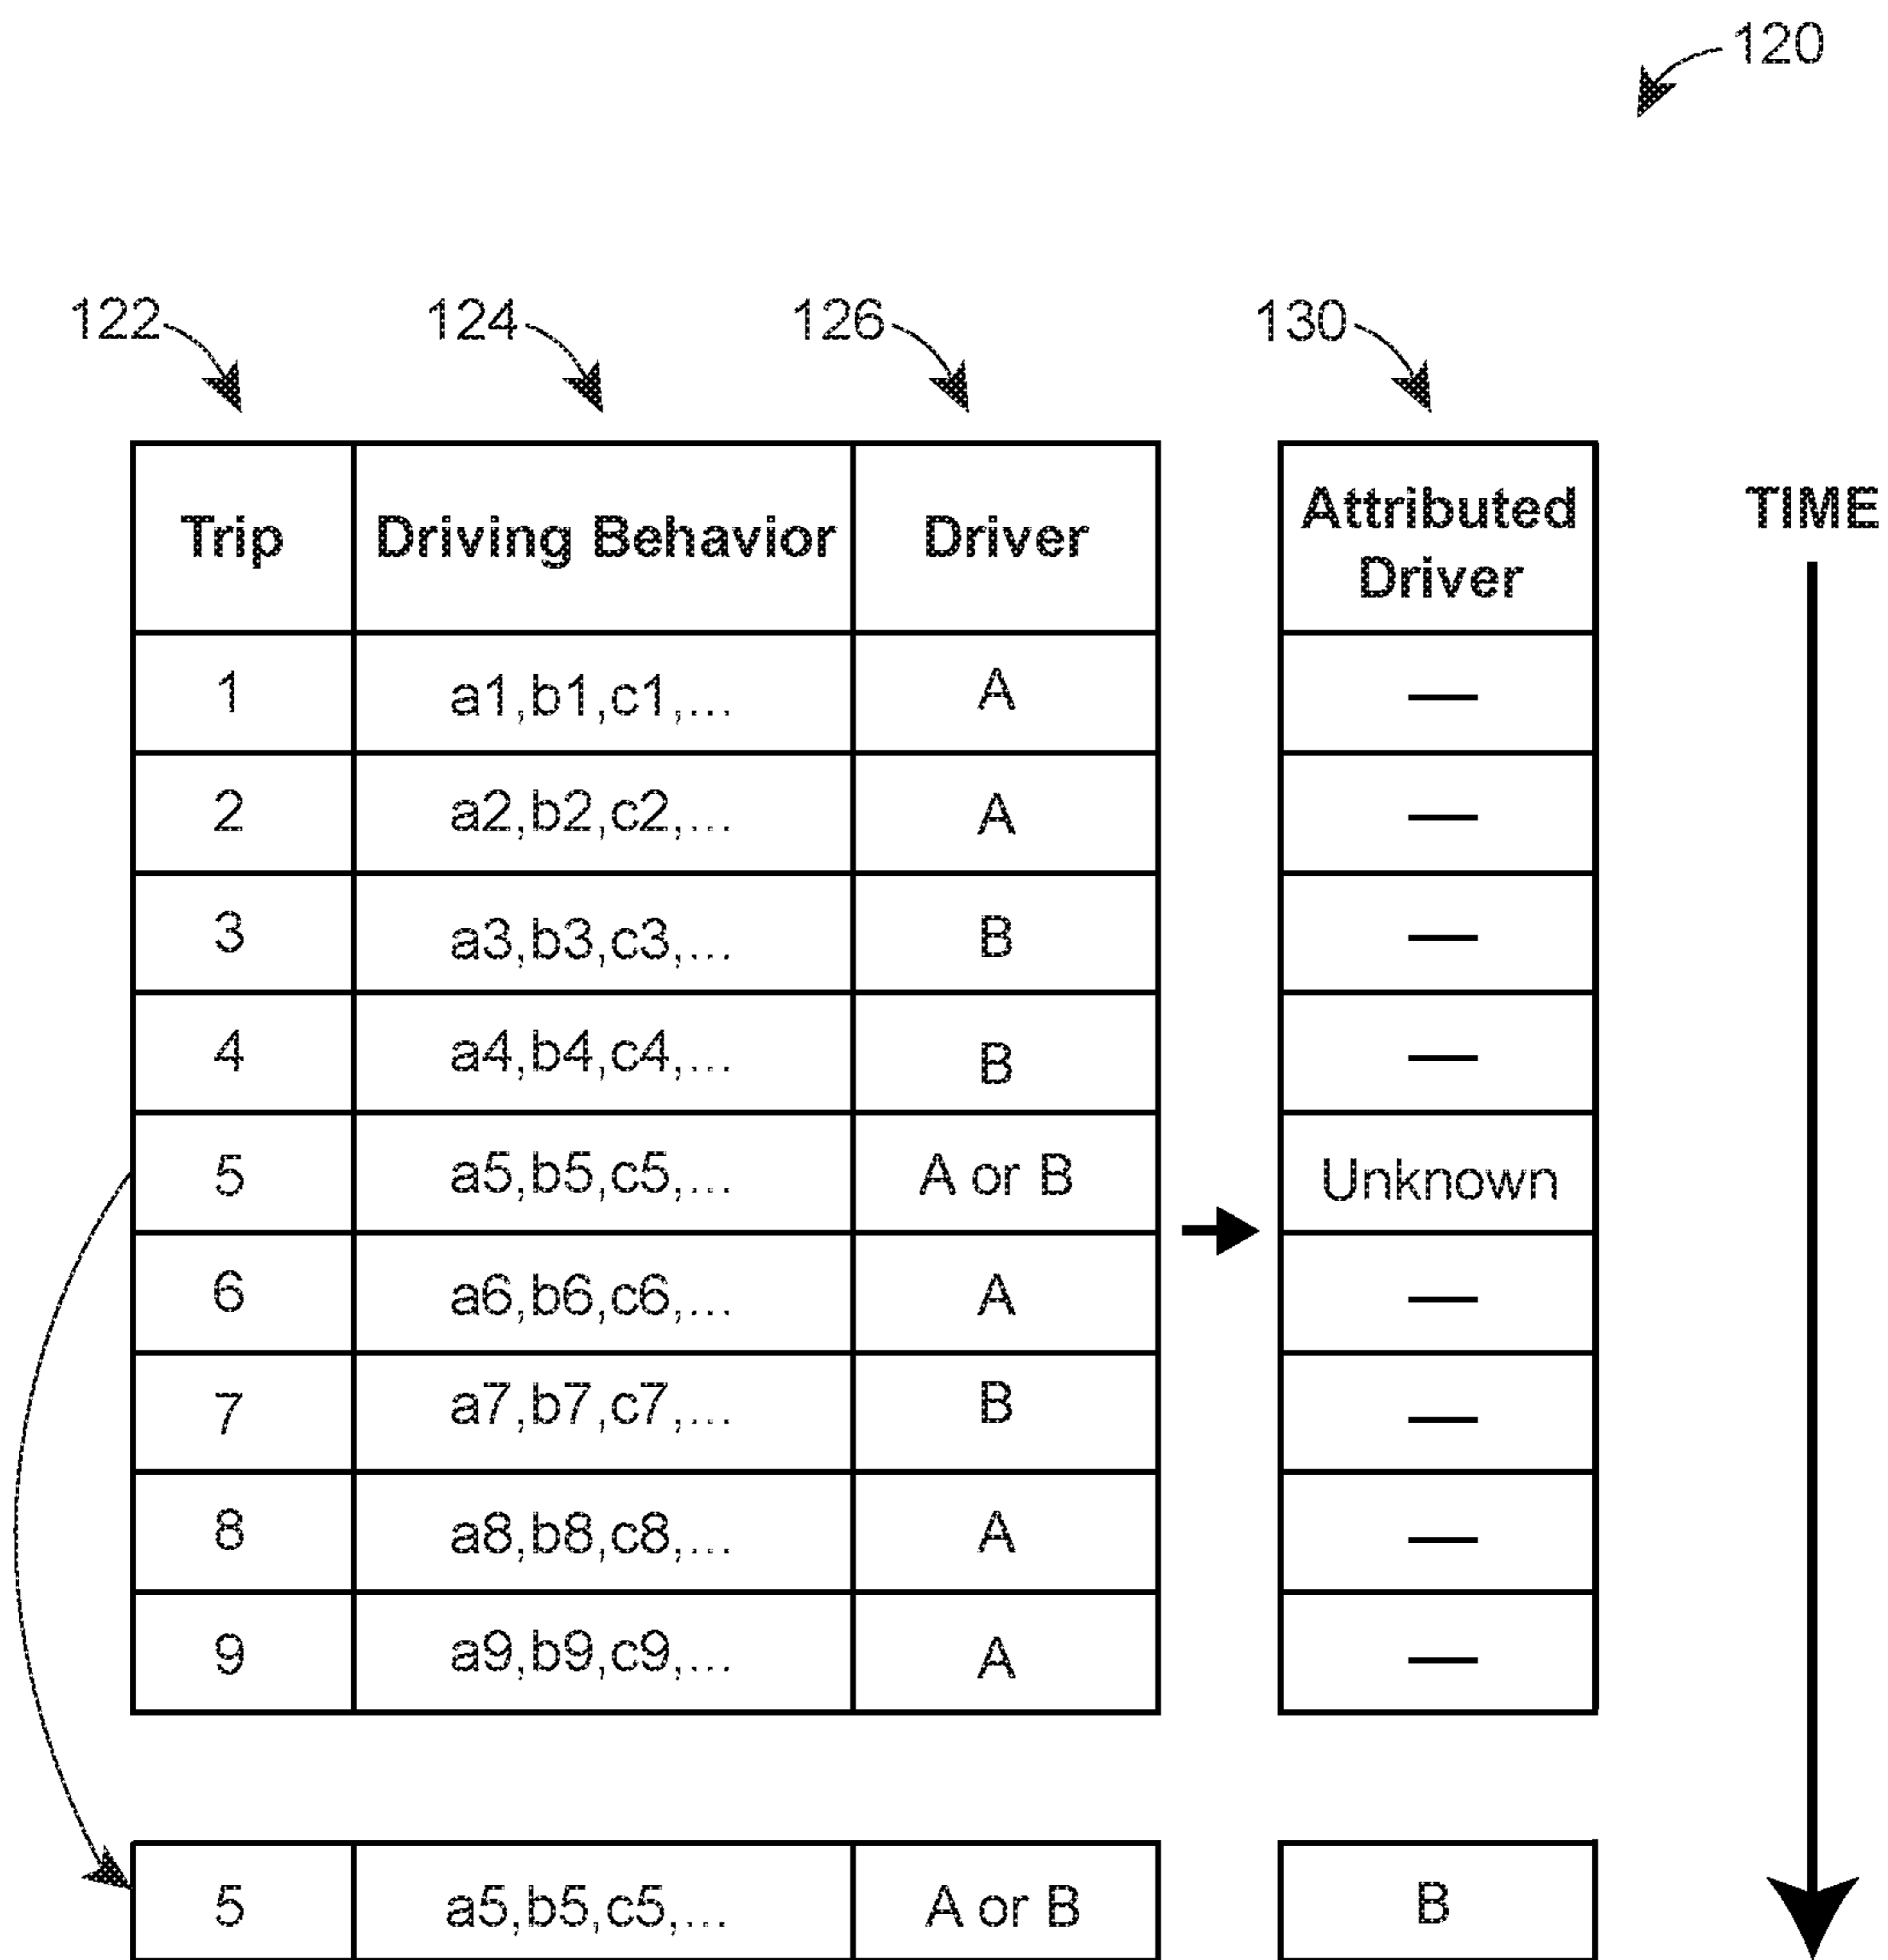 120
122 124 126 130
Trip Driving Behavior Driver Attributed Driver TIME
1 a1,b1,c1,... A —
2 a2,b2,c2,... A —
3 a3,b3,c3,... B —
4 a4,b4,c4,... B —
5 a5,b5,c5,... A or B Unknown
6 a6,b6,c6,... A —
7 a7,b7,c7,... B —
8 a8,b8,c8,... A —
9 a9,b9,c9,... A —
5 a5,b5,c5,... A or B B